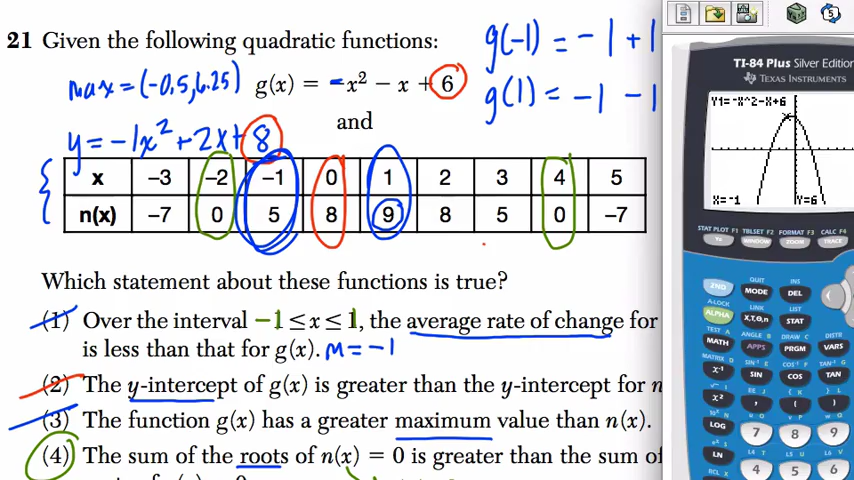 21 Given the following quadratic functions:
g(-1) = -1 + 1
max = (-0.5, 6.25) g(x) = -x² - x + 6
g(1) = -1 - 1
and
y = -1x² + 2x + 8
x -3 -2 -1 0 1 2 3 4 5
n(x) -7 0 5 8 9 8 5 0 -7
Which statement about these functions is true?
(1) Over the interval -1 ≤ x ≤ 1, the average rate of change for
is less than that for g(x). m = -1
(2) The y-intercept of g(x) is greater than the y-intercept for n
(3) The function g(x) has a greater maximum value than n(x).
(4) The sum of the roots of n(x) = 0 is greater than the sum of
TI-84 Plus Silver Edition
TEXAS INSTRUMENTS
Y1=-X^2-X+6
X=-1 Y=6
STAT PLOT F1 TBLSET F2 FORMAT F3 CALC F4
Y= WINDOW ZOOM TRACE
QUIT INS
2ND MODE DEL
A-LOCK LINK LIST
ALPHA X,T,θ,n STAT
TEST A ANGLE B DRAW C DISTR
MATH APPS PRGM VARS
MATRIX D SIN⁻¹ E COS⁻¹ F TAN⁻¹
x⁻¹ SIN COS TAN
x² , ( )
LOG 7 8 9
LN 4 5 6